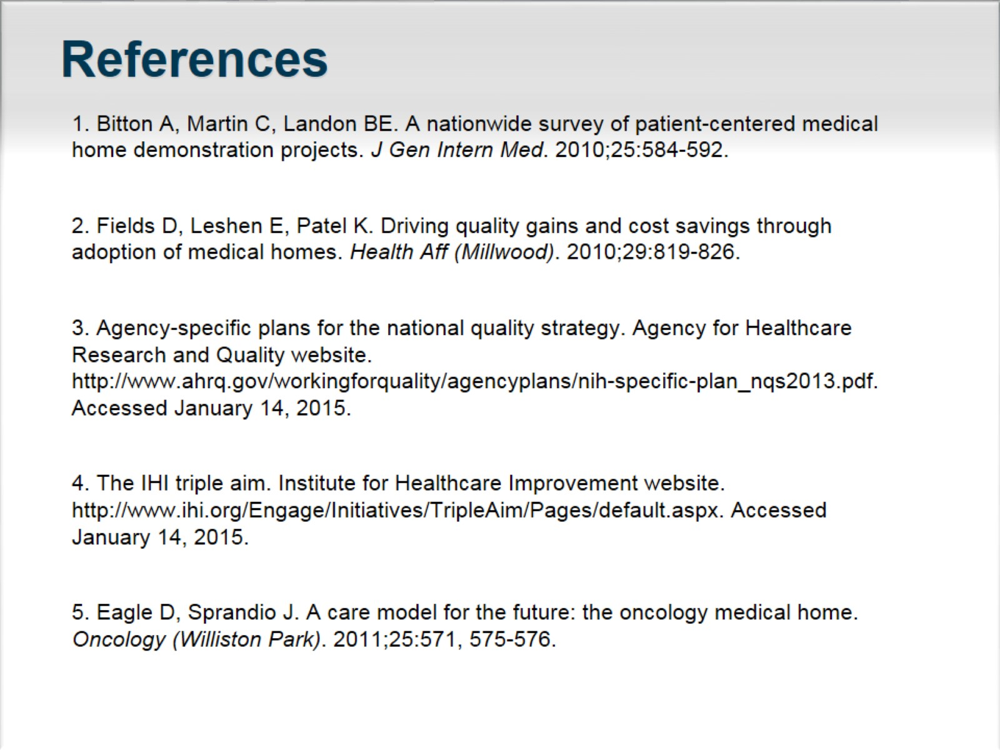 References
1. Bitton A, Martin C, Landon BE. A nationwide survey of patient-centered medical
home demonstration projects. J Gen Intern Med. 2010;25:584-592.
2. Fields D, Leshen E, Patel K. Driving quality gains and cost savings through
adoption of medical homes. Health Aff (Millwood). 2010;29:819-826.
3. Agency-specific plans for the national quality strategy. Agency for Healthcare
Research and Quality website.
http://www.ahrq.gov/workingforquality/agencyplans/nih-specific-plan_nqs2013.pdf.
Accessed January 14, 2015.
4. The IHI triple aim. Institute for Healthcare Improvement website.
http://www.ihi.org/Engage/Initiatives/TripleAim/Pages/default.aspx. Accessed
January 14, 2015.
5. Eagle D, Sprandio J. A care model for the future: the oncology medical home.
Oncology (Williston Park). 2011;25:571, 575-576.